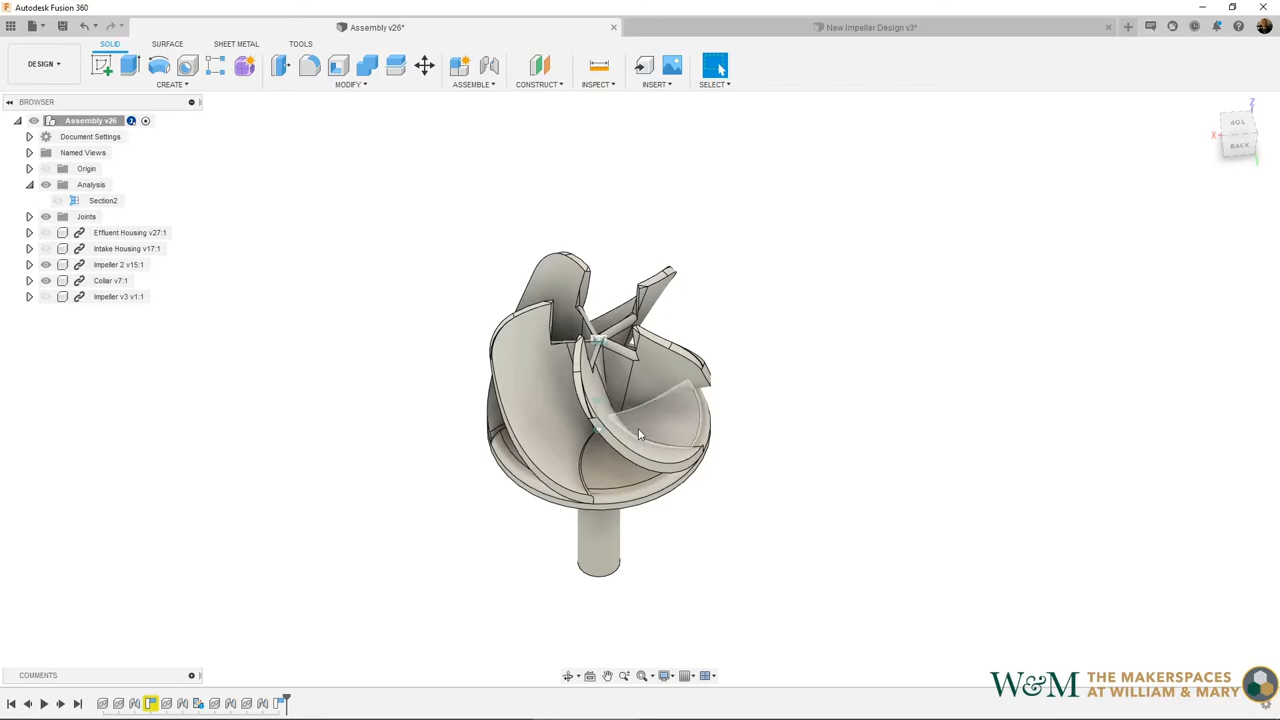 Autodesk Fusion 360
Assembly v26*
New Impeller Design v3*
DESIGN
SOLID
SURFACE
SHEET METAL
TOOLS
CREATE
MODIFY
ASSEMBLE
CONSTRUCT
INSPECT
INSERT
SELECT
BROWSER
Assembly v26
Document Settings
Named Views
Origin
Analysis
Section2
Joints
Effluent Housing v27:1
Intake Housing v17:1
Impeller 2 v15:1
Collar v7:1
Impeller v3 v1:1
Z
TOP
X
BACK
COMMENTS
W&M THE MAKERSPACES
AT WILLIAM & MARY